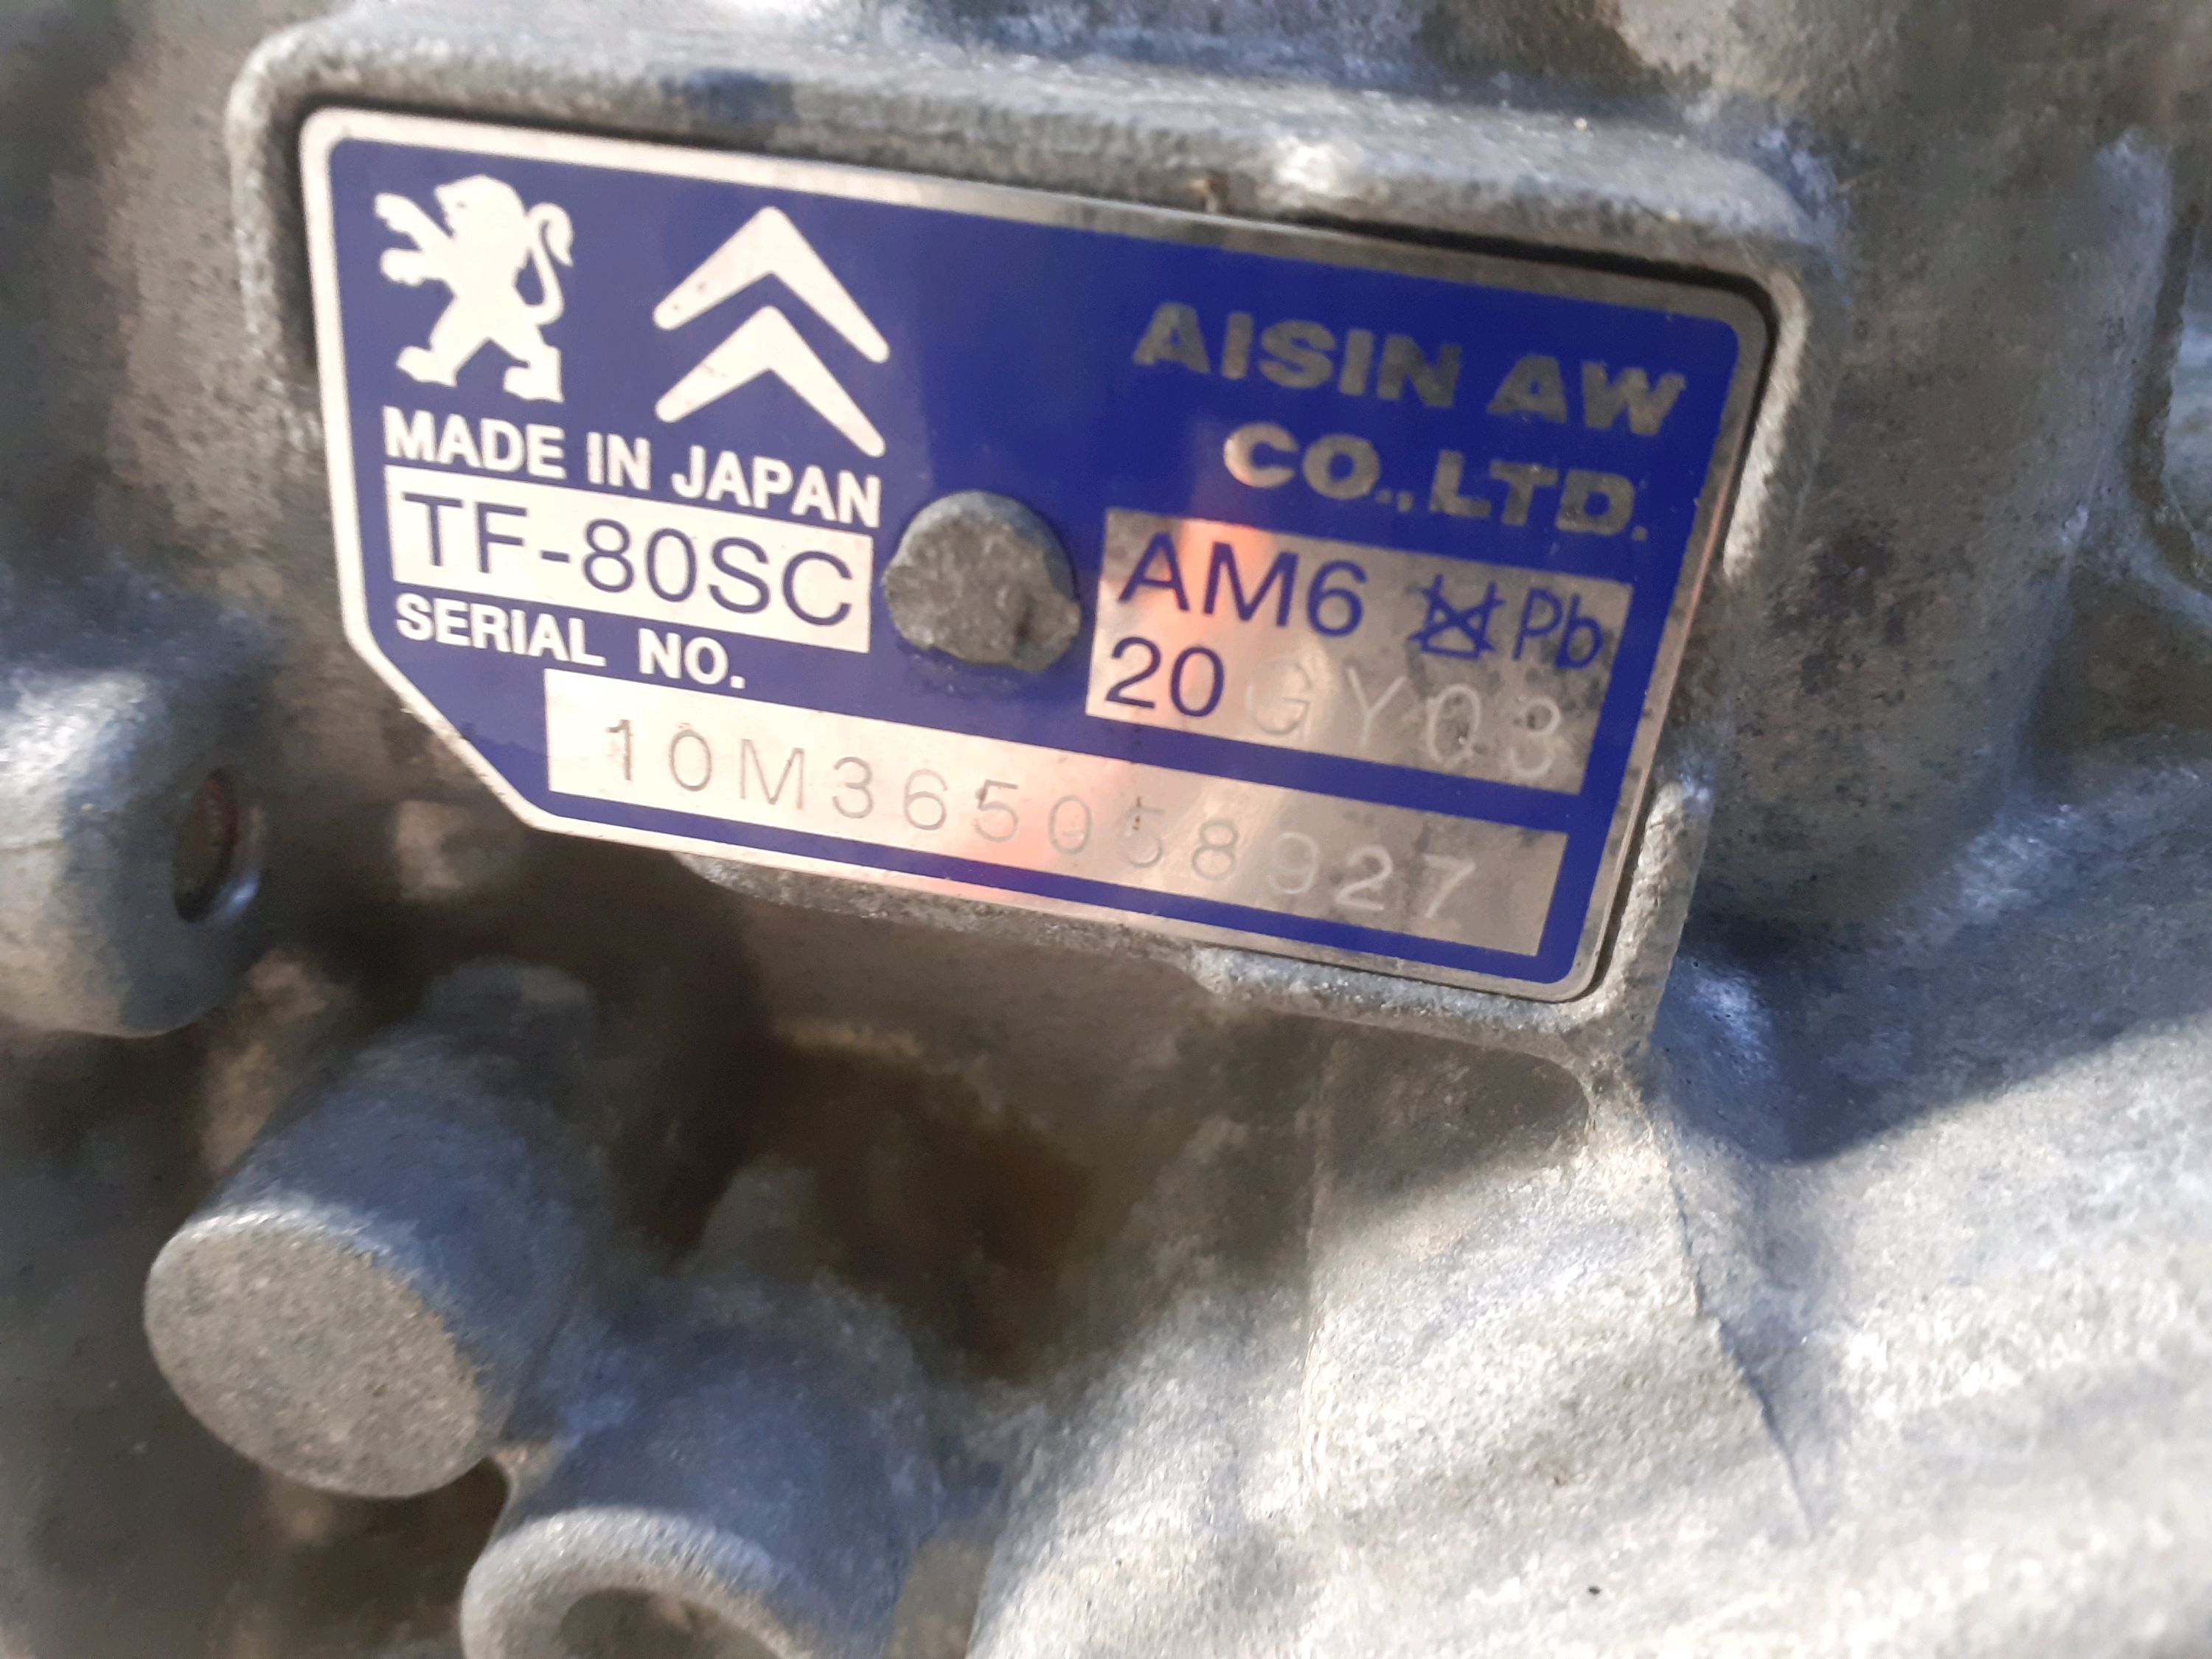 MADE IN JAPAN
TF-80SC
SERIAL NO.
10M365058927
AISIN AW
CO.,LTD.
AM6 Pb
20GY03